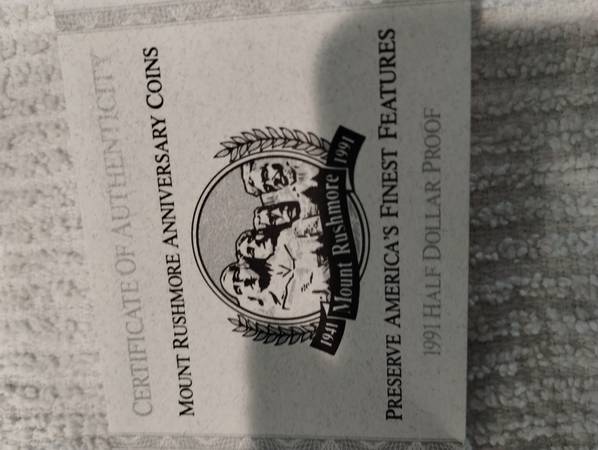 CERTIFICATE OF AUTHENTICITY
MOUNT RUSHMORE ANNIVERSARY COINS
1941 Mount Rushmore 1991
PRESERVE AMERICA'S FINEST FEATURES
1991 HALF DOLLAR PROOF